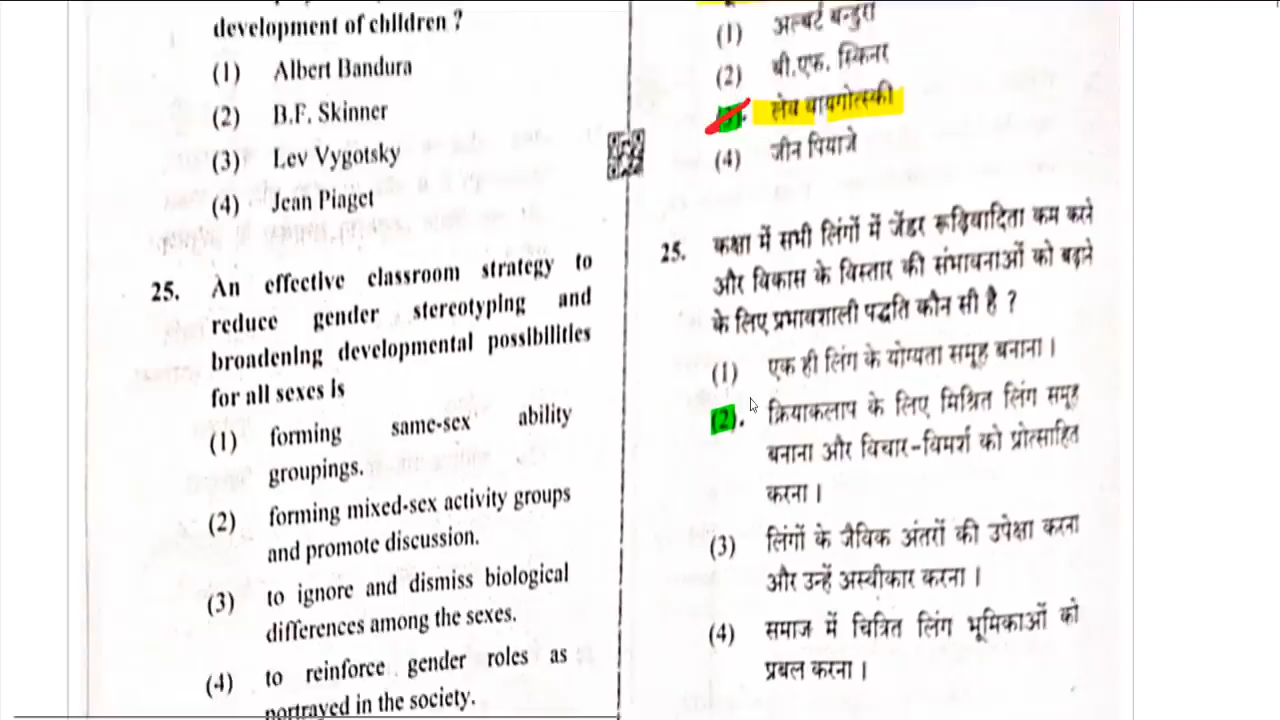 development of children ?
(1) Albert Bandura
(2) B.F. Skinner
(3) Lev Vygotsky
(4) Jean Piaget
25. An effective classroom strategy to
reduce gender stereotyping and
broadening developmental possibilities
for all sexes is
(1) forming same-sex ability
groupings.
(2) forming mixed-sex activity groups
and promote discussion.
(3) to ignore and dismiss biological
differences among the sexes.
(4) to reinforce gender roles as
portrayed in the society.
(1) अल्बर्ट बन्डुरा
(2) बी.एफ. स्किनर
(3). लेव वायगोत्स्की
(4) जीन पियाजे
25. कक्षा में सभी लिंगों में जेंडर रूढ़िवादिता कम करने
और विकास के विस्तार की संभावनाओं को बढ़ाने
के लिए प्रभावशाली पद्धति कौन सी है ?
(1) एक ही लिंग के योग्यता समूह बनाना ।
(2). क्रियाकलाप के लिए मिश्रित लिंग समूह
बनाना और विचार-विमर्श को प्रोत्साहित
करना ।
(3) लिंगों के जैविक अंतरों की उपेक्षा करना
और उन्हें अस्वीकार करना ।
(4) समाज में चित्रित लिंग भूमिकाओं को
प्रबल करना ।